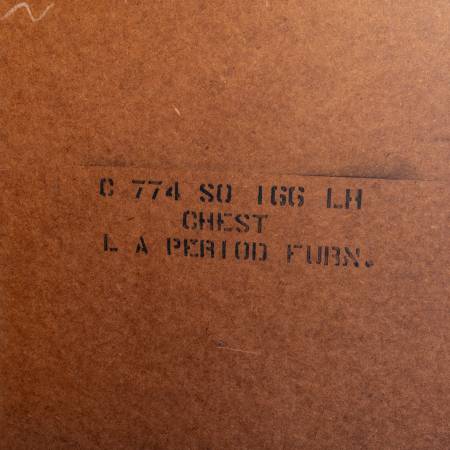 C 774 SO 166 LH
CHEST
L A PERIOD FURN.